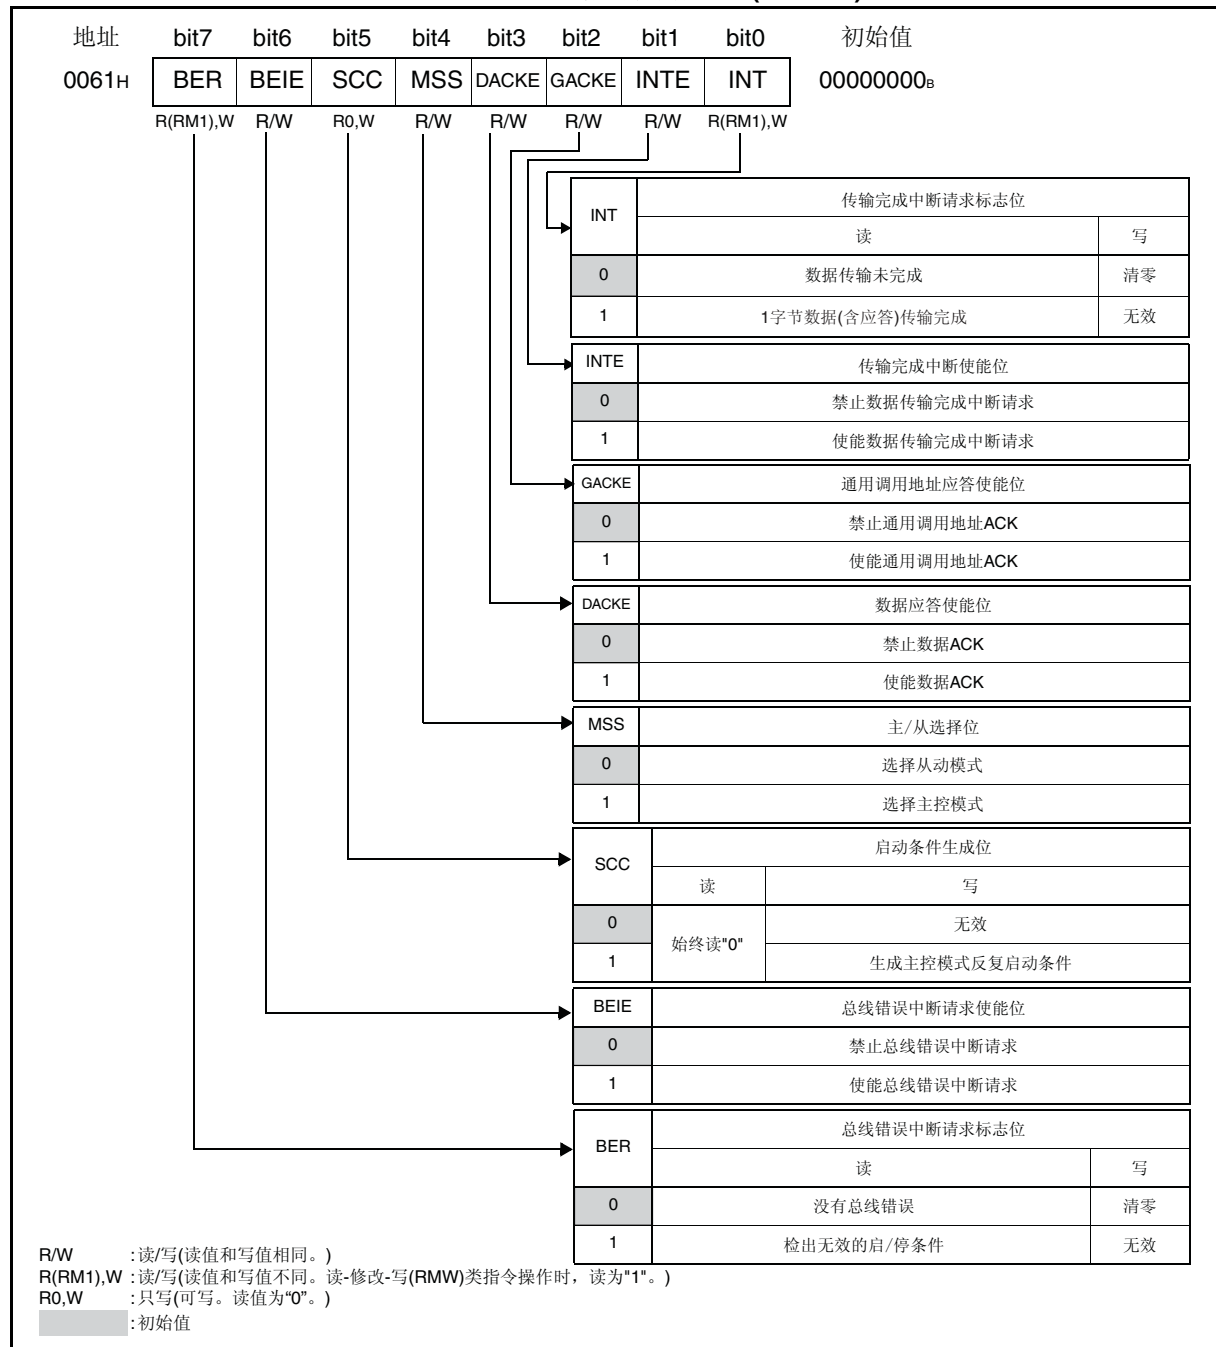 地址 bit7 bit6 bit5 bit4 bit3 bit2 bit1 bit0 初始值
0061H BER BEIE SCC MSS DACKE GACKE INTE INT 00000000B
R(RM1),W R/W R0,W R/W R/W R/W R/W R(RM1),W
INT 传输完成中断请求标志位
读 写
0 数据传输未完成 清零
1 1字节数据(含应答)传输完成 无效
INTE 传输完成中断使能位
0 禁止数据传输完成中断请求
1 使能数据传输完成中断请求
GACKE 通用调用地址应答使能位
0 禁止通用调用地址ACK
1 使能通用调用地址ACK
DACKE 数据应答使能位
0 禁止数据ACK
1 使能数据ACK
MSS 主/从选择位
0 选择从动模式
1 选择主控模式
SCC 启动条件生成位
读 写
0 始终读"0" 无效
1 生成主控模式反复启动条件
BEIE 总线错误中断请求使能位
0 禁止总线错误中断请求
1 使能总线错误中断请求
BER 总线错误中断请求标志位
读 写
0 没有总线错误 清零
1 检出无效的启/停条件 无效
R/W :读/写(读值和写值相同。)
R(RM1),W :读/写(读值和写值不同。读-修改-写(RMW)类指令操作时，读为"1"。)
R0,W :只写(可写。读值为“0”。)
:初始值